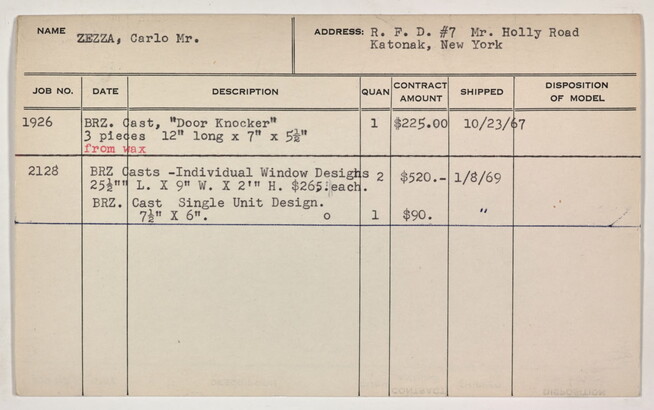 NAME ZEZZA, Carlo Mr.
ADDRESS: R. F. D. #7 Mr. Holly Road
Katonak, New York
JOB NO. DATE DESCRIPTION QUAN CONTRACT AMOUNT SHIPPED DISPOSITION OF MODEL
1926 BRZ. Cast, "Door Knocker" 1 $225.00 10/23/67
3 pieces 12" long x 7" x 5½"
from wax
2128 BRZ Casts -Individual Window Designs 2 $520.- 1/8/69
25½"" L. X 9" W. X 2'" H. $265.each.
BRZ. Cast Single Unit Design.
7½" X 6". o 1 $90. "